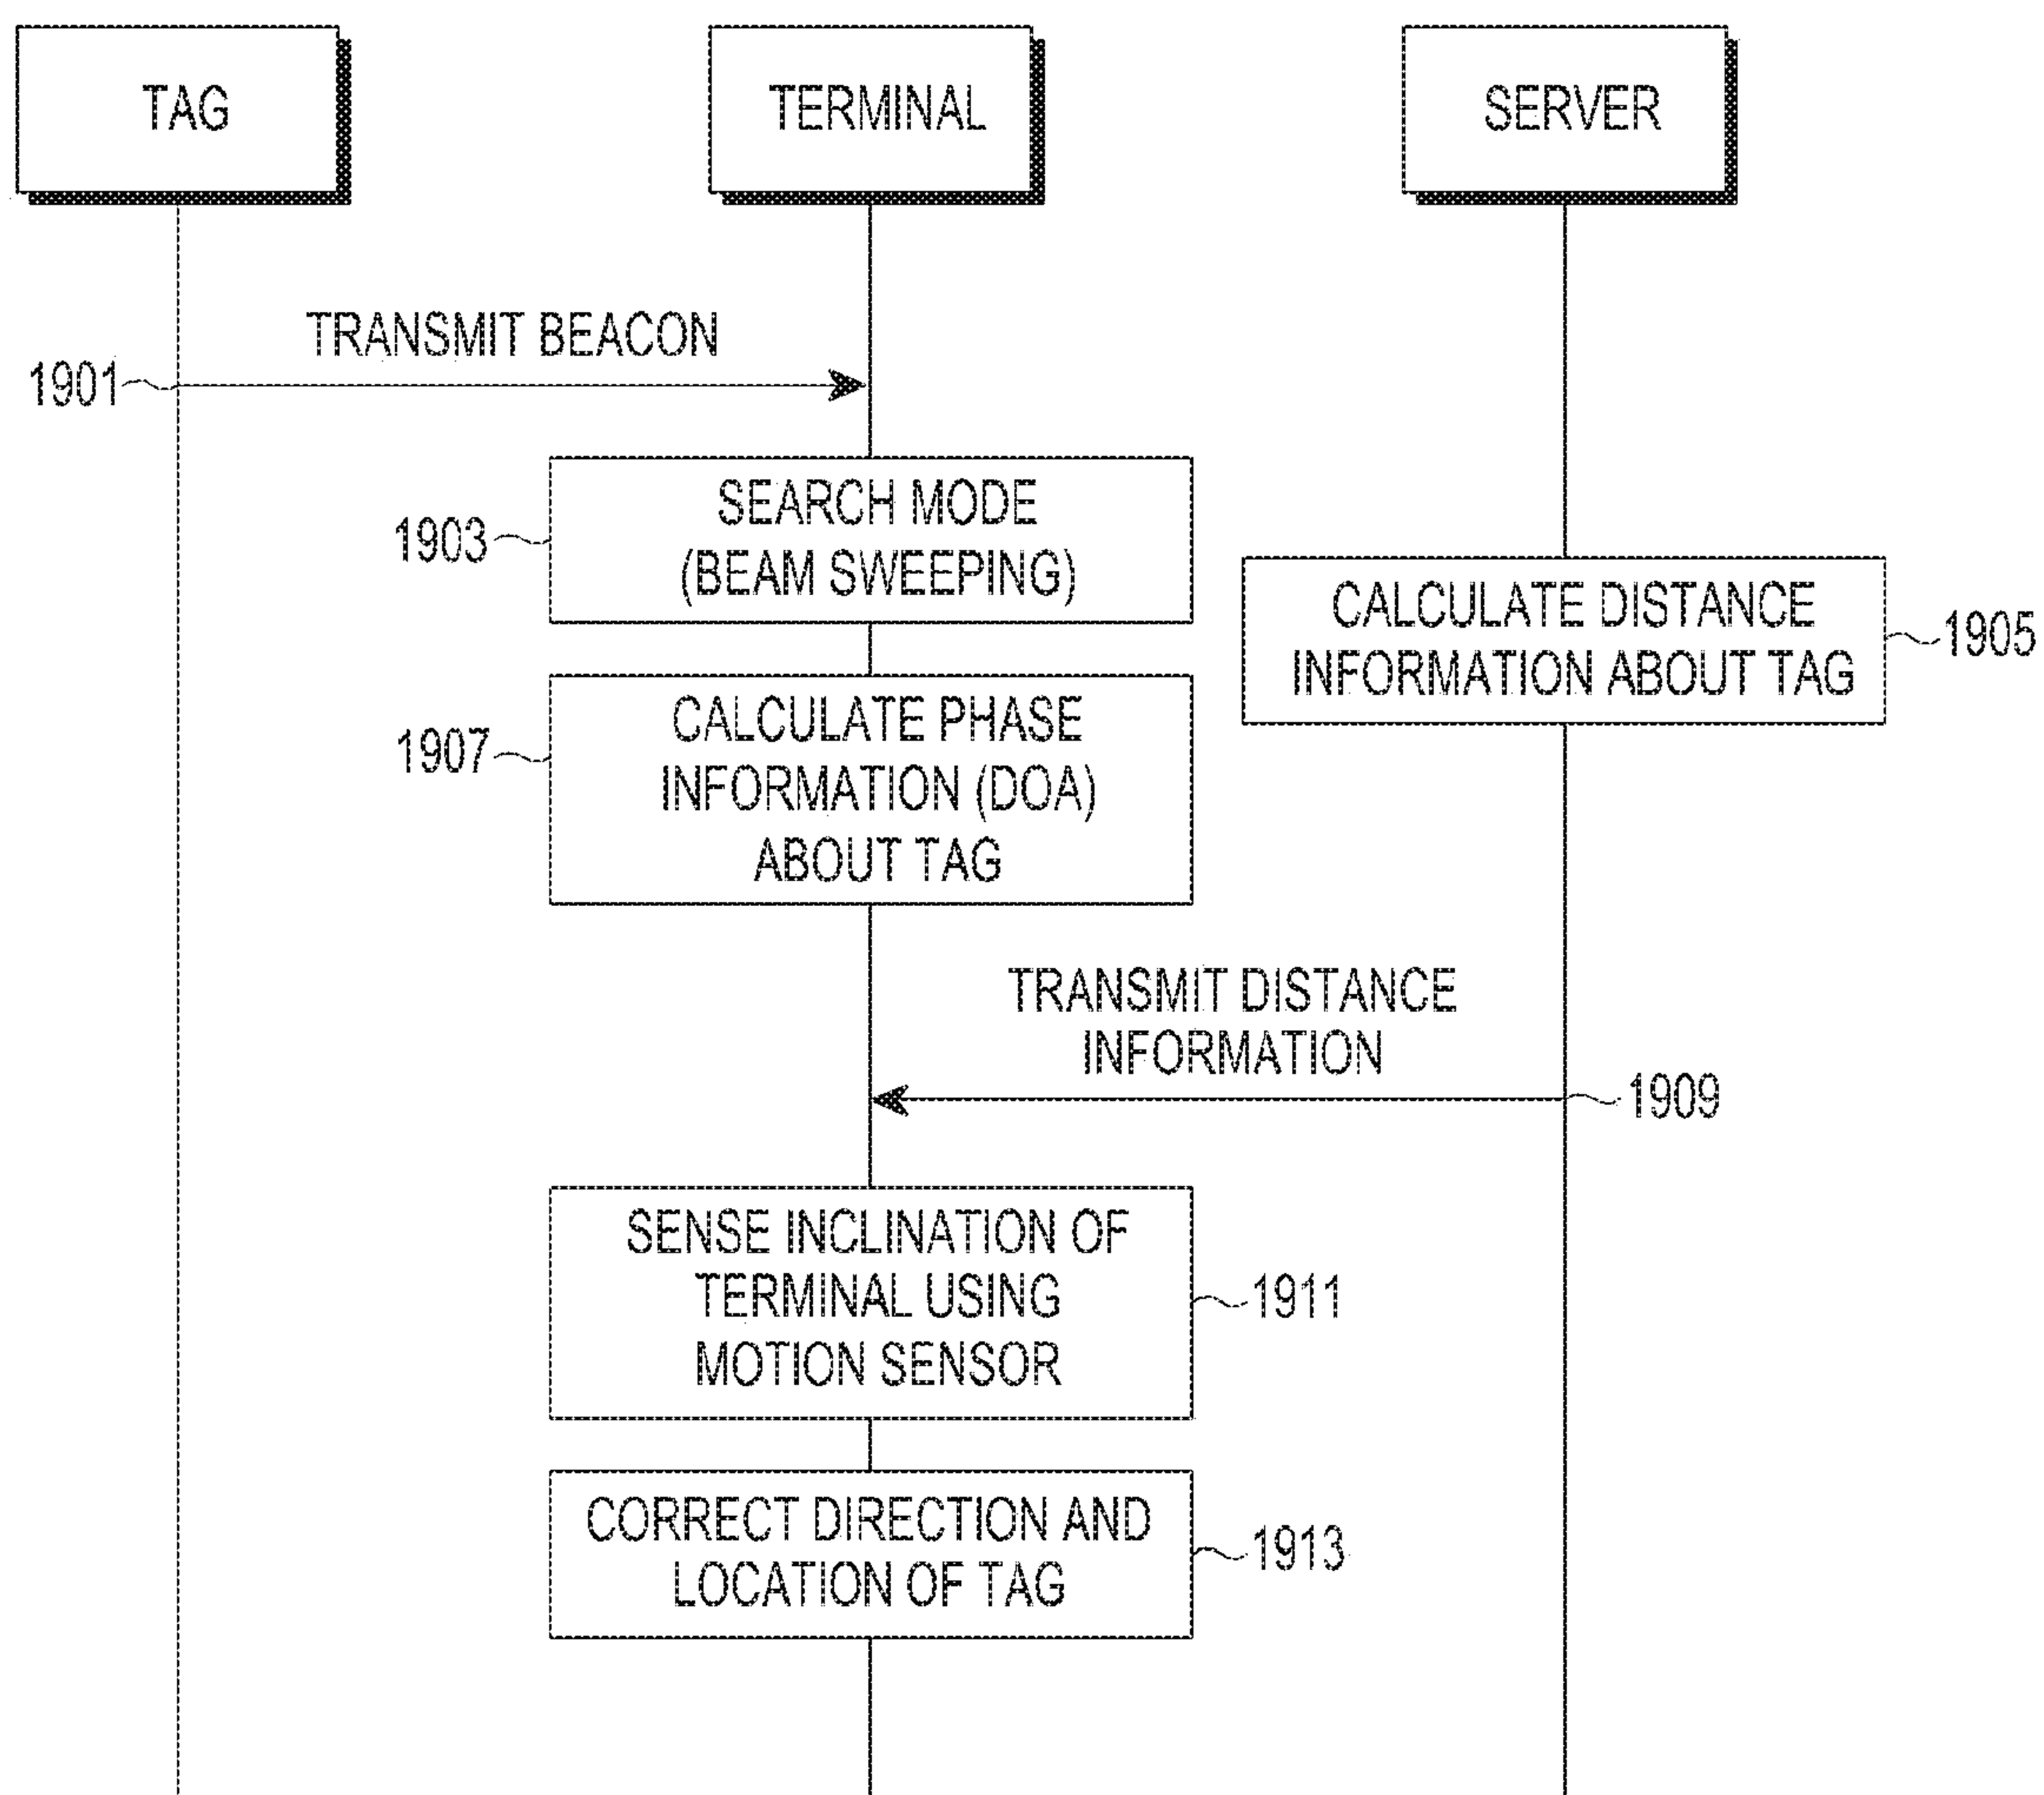 TAG
TERMINAL
SERVER
TRANSMIT BEACON
1901
SEARCH MODE
(BEAM SWEEPING)
1903
CALCULATE DISTANCE
INFORMATION ABOUT TAG
1905
CALCULATE PHASE
INFORMATION (DOA)
ABOUT TAG
1907
TRANSMIT DISTANCE
INFORMATION
1909
SENSE INCLINATION OF
TERMINAL USING
MOTION SENSOR
1911
CORRECT DIRECTION AND
LOCATION OF TAG
1913